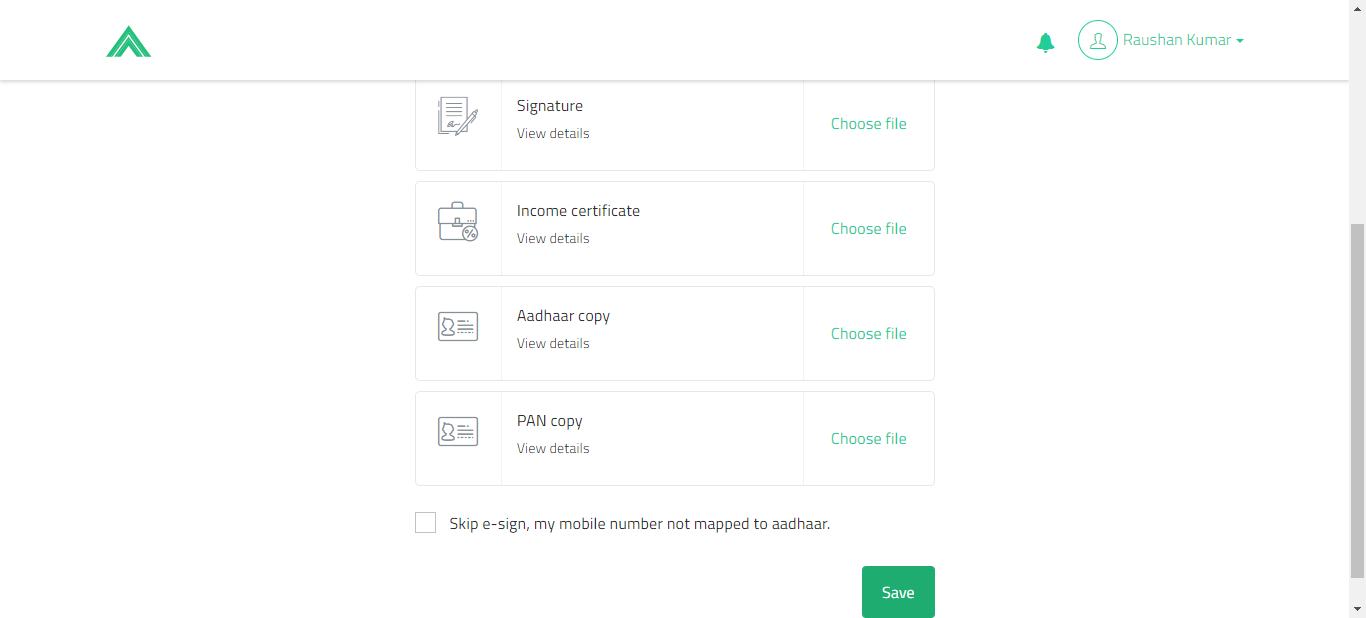 Raushan Kumar
Signature
View details
Choose file
Income certificate
View details
Choose file
Aadhaar copy
View details
Choose file
PAN copy
View details
Choose file
Skip e-sign, my mobile number not mapped to aadhaar.
Save